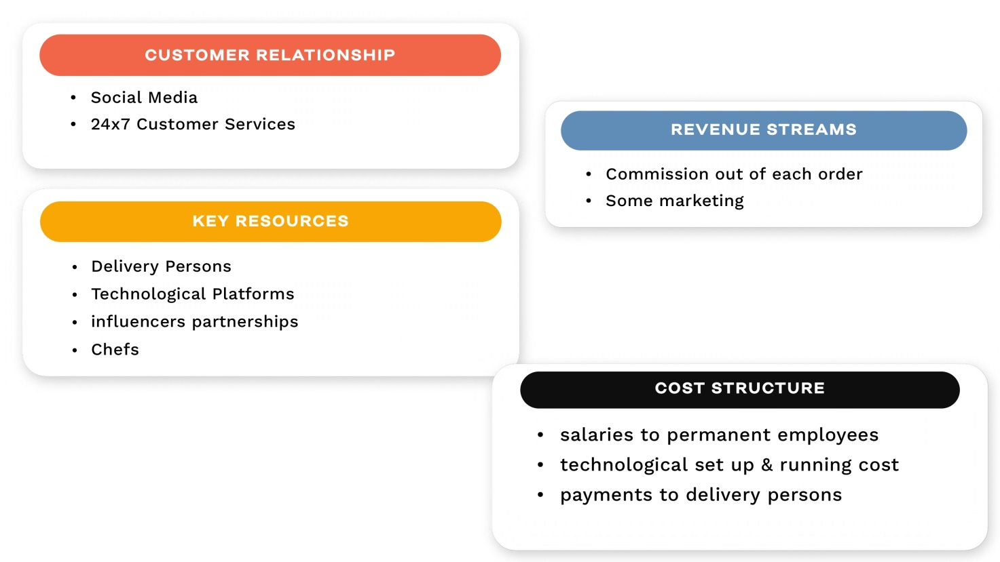 CUSTOMER RELATIONSHIP
• Social Media
• 24x7 Customer Services
KEY RESOURCES
• Delivery Persons
• Technological Platforms
• influencers partnerships
• Chefs
REVENUE STREAMS
• Commission out of each order
• Some marketing
COST STRUCTURE
• salaries to permanent employees
• technological set up & running cost
• payments to delivery persons